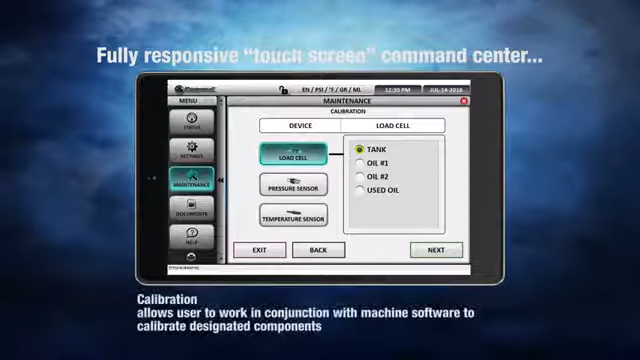 Fully responsive “touch screen” command center...
EN / PSI / °F / GR / ML
12:30 PM
JUL-14-2016
MENU
MAINTENANCE
CALIBRATION
DEVICE
LOAD CELL
STATUS
SETTINGS
MAINTENANCE
DOCUMENTS
HELP
LOAD CELL
PRESSURE SENSOR
TEMPERATURE SENSOR
TANK
OIL #1
OIL #2
USED OIL
EXIT
BACK
NEXT
Calibration
allows user to work in conjunction with machine software to
calibrate designated components